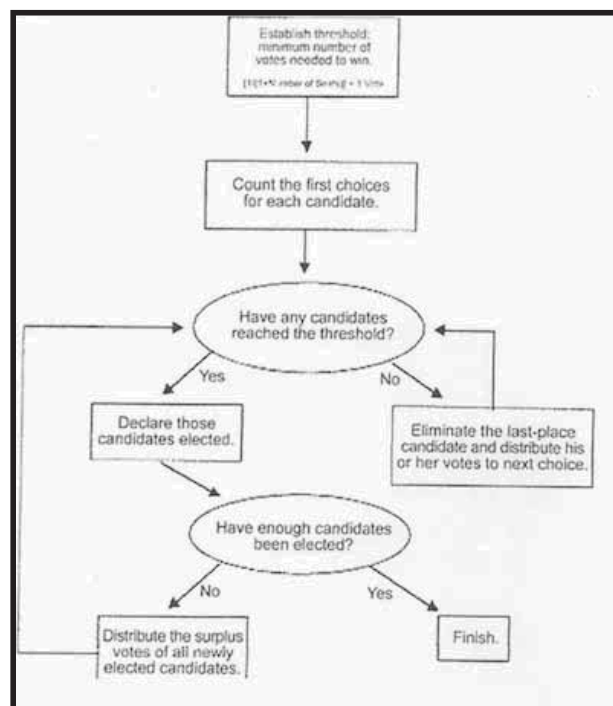 Establish threshold:
minimum number of
votes needed to win.
Count the first choices
for each candidate.
Have any candidates
reached the threshold?
Yes
No
Declare those
candidates elected.
Eliminate the last-place
candidate and distribute his
or her votes to next choice.
Have enough candidates
been elected?
No
Yes
Distribute the surplus
votes of all newly
elected candidates.
Finish.